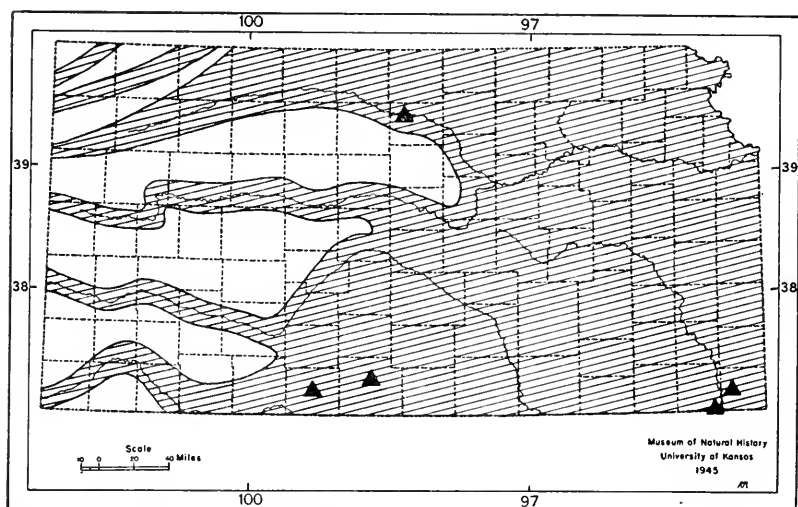 100 97
39 39
38 38
Scale
10 0 20 40 Miles
Museum of Natural History
University of Kansas
1945
100 97